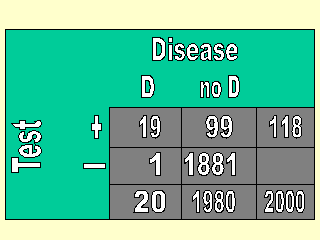 Disease
D no D
Test
+ 19 99 118
– 1 1881
20 1980 2000